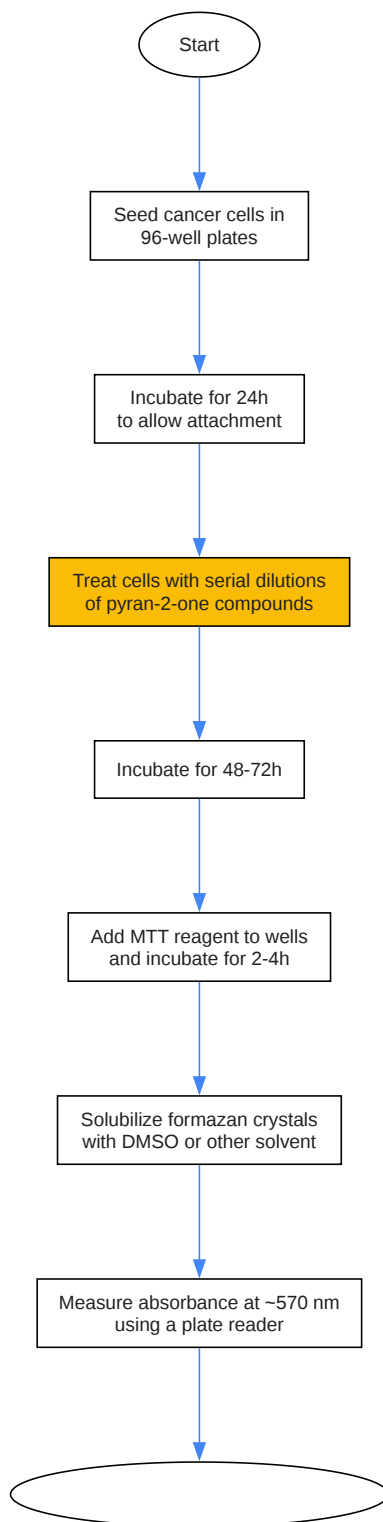 Start
Seed cancer cells in
96-well plates
Incubate for 24h
to allow attachment
Treat cells with serial dilutions
of pyran-2-one compounds
Incubate for 48-72h
Add MTT reagent to wells
and incubate for 2-4h
Solubilize formazan crystals
with DMSO or other solvent
Measure absorbance at ~570 nm
using a plate reader